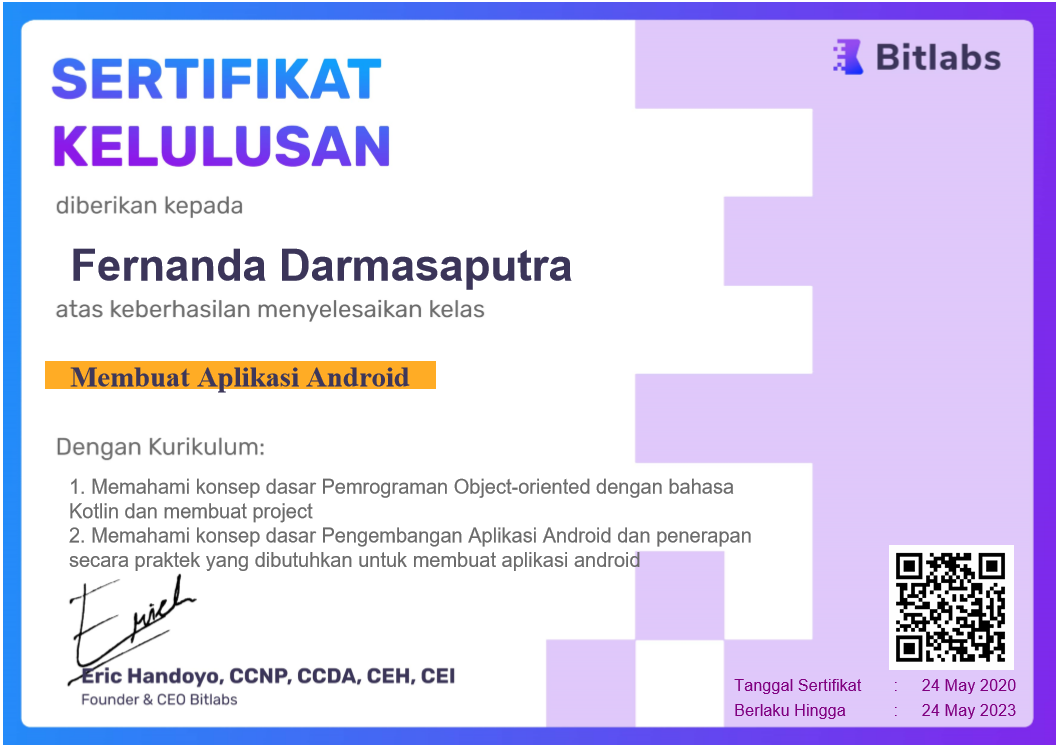 Bitlabs
SERTIFIKAT
KELULUSAN
diberikan kepada
Fernanda Darmasaputra
atas keberhasilan menyelesaikan kelas
Membuat Aplikasi Android
Dengan Kurikulum:
1. Memahami konsep dasar Pemrograman Object-oriented dengan bahasa
Kotlin dan membuat project
2. Memahami konsep dasar Pengembangan Aplikasi Android dan penerapan
secara praktek yang dibutuhkan untuk membuat aplikasi android
Erich
Eric Handoyo, CCNP, CCDA, CEH, CEI
Founder & CEO Bitlabs
Tanggal Sertifikat : 24 May 2020
Berlaku Hingga : 24 May 2023